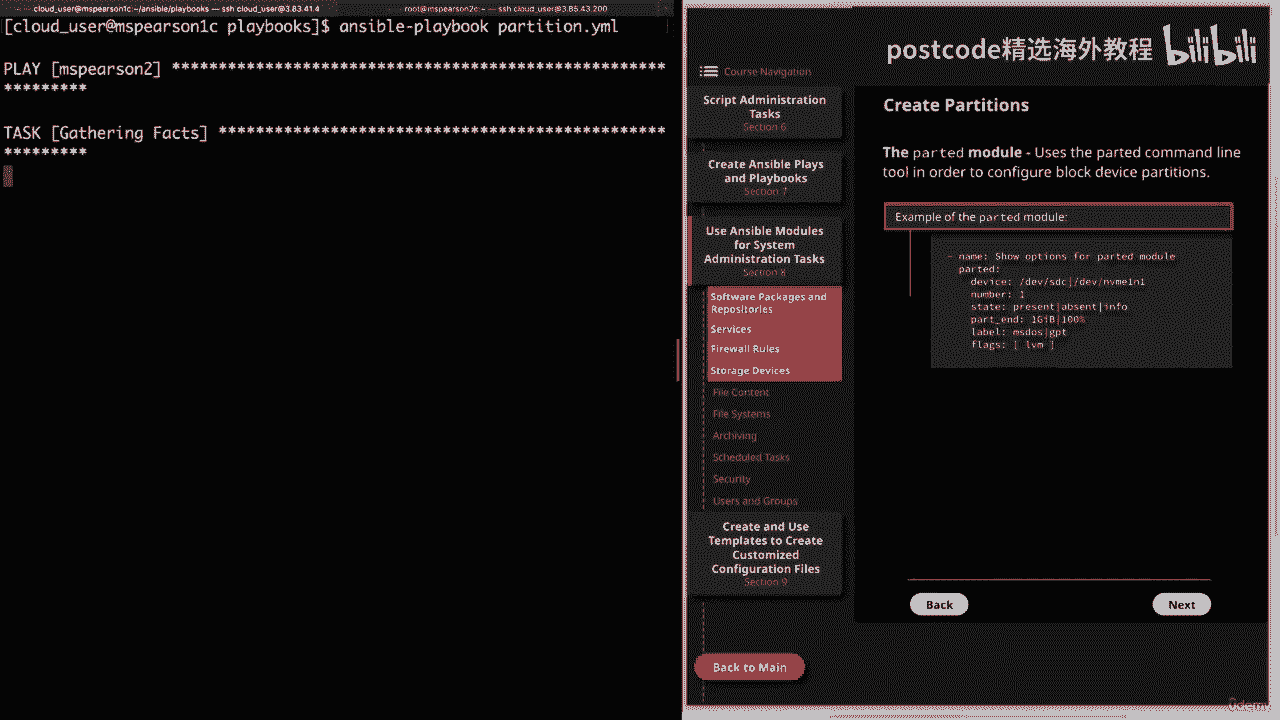 cloud_user@mspearson1c:~/ansible/playbooks — ssh cloud_user@3.83.41.4
root@mspearson2c:~ — ssh cloud_user@3.85.43.200
[cloud_user@mspearson1c playbooks]$ ansible-playbook partition.yml
PLAY [mspearson2] *****************************************************
*********
TASK [Gathering Facts] ************************************************
*********
postcode精选海外教程 bilibili
Course Navigation
Script Administration
Tasks
Section 6
Create Ansible Plays
and Playbooks
Section 7
Use Ansible Modules
for System
Administration Tasks
Section 8
Software Packages and
Repositories
Services
Firewall Rules
Storage Devices
File Content
File Systems
Archiving
Scheduled Tasks
Security
Users and Groups
Create and Use
Templates to Create
Customized
Configuration Files
Section 9
Back to Main
Create Partitions
The parted module - Uses the parted command line
tool in order to configure block device partitions.
Example of the parted module:
- name: Show options for parted module
parted:
device: /dev/sdc|/dev/nvme1n1
number: 1
state: present|absent|info
part_end: 1GiB|100%
label: msdos|gpt
flags: [ lvm ]
Back
Next